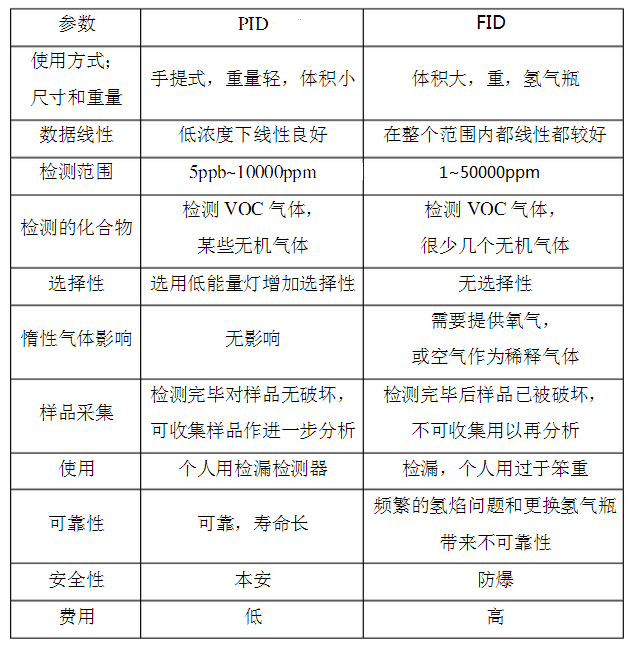 参数 PID FID
使用方式；
尺寸和重量
手提式，重量轻，体积小
体积大，重，氢气瓶
数据线性 低浓度下线性良好 在整个范围内都线性都较好
检测范围 5ppb~10000ppm 1~50000ppm
检测的化合物
检测 VOC 气体，
某些无机气体
检测 VOC 气体，
很少几个无机气体
选择性 选用低能量灯增加选择性 无选择性
惰性气体影响 无影响
需要提供氧气，
或空气作为稀释气体
样品采集
检测完毕对样品无破坏，
可收集样品作进一步分析
检测完毕后样品已被破坏，
不可收集用以再分析
使用 个人用检漏检测器 检漏，个人用过于笨重
可靠性 可靠，寿命长
频繁的氢焰问题和更换氢气瓶
带来不可靠性
安全性 本安 防爆
费用 低 高